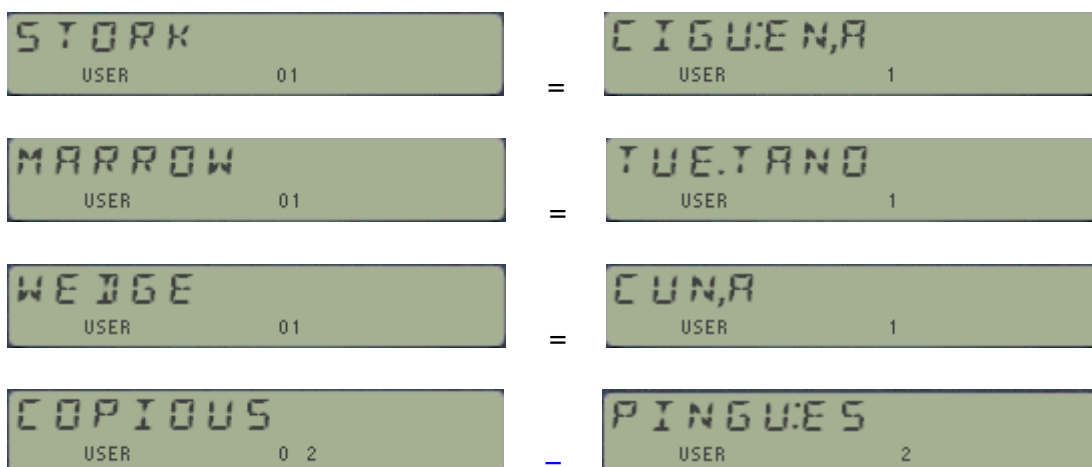 STORK
USER 01
=
CIGU:EN,A
USER 1
MARROW
USER 01
=
TUE.TANO
USER 1
WEDGE
USER 01
=
CUN,A
USER 1
COPIOUS
USER 0 2
=
PINGU:ES
USER 2